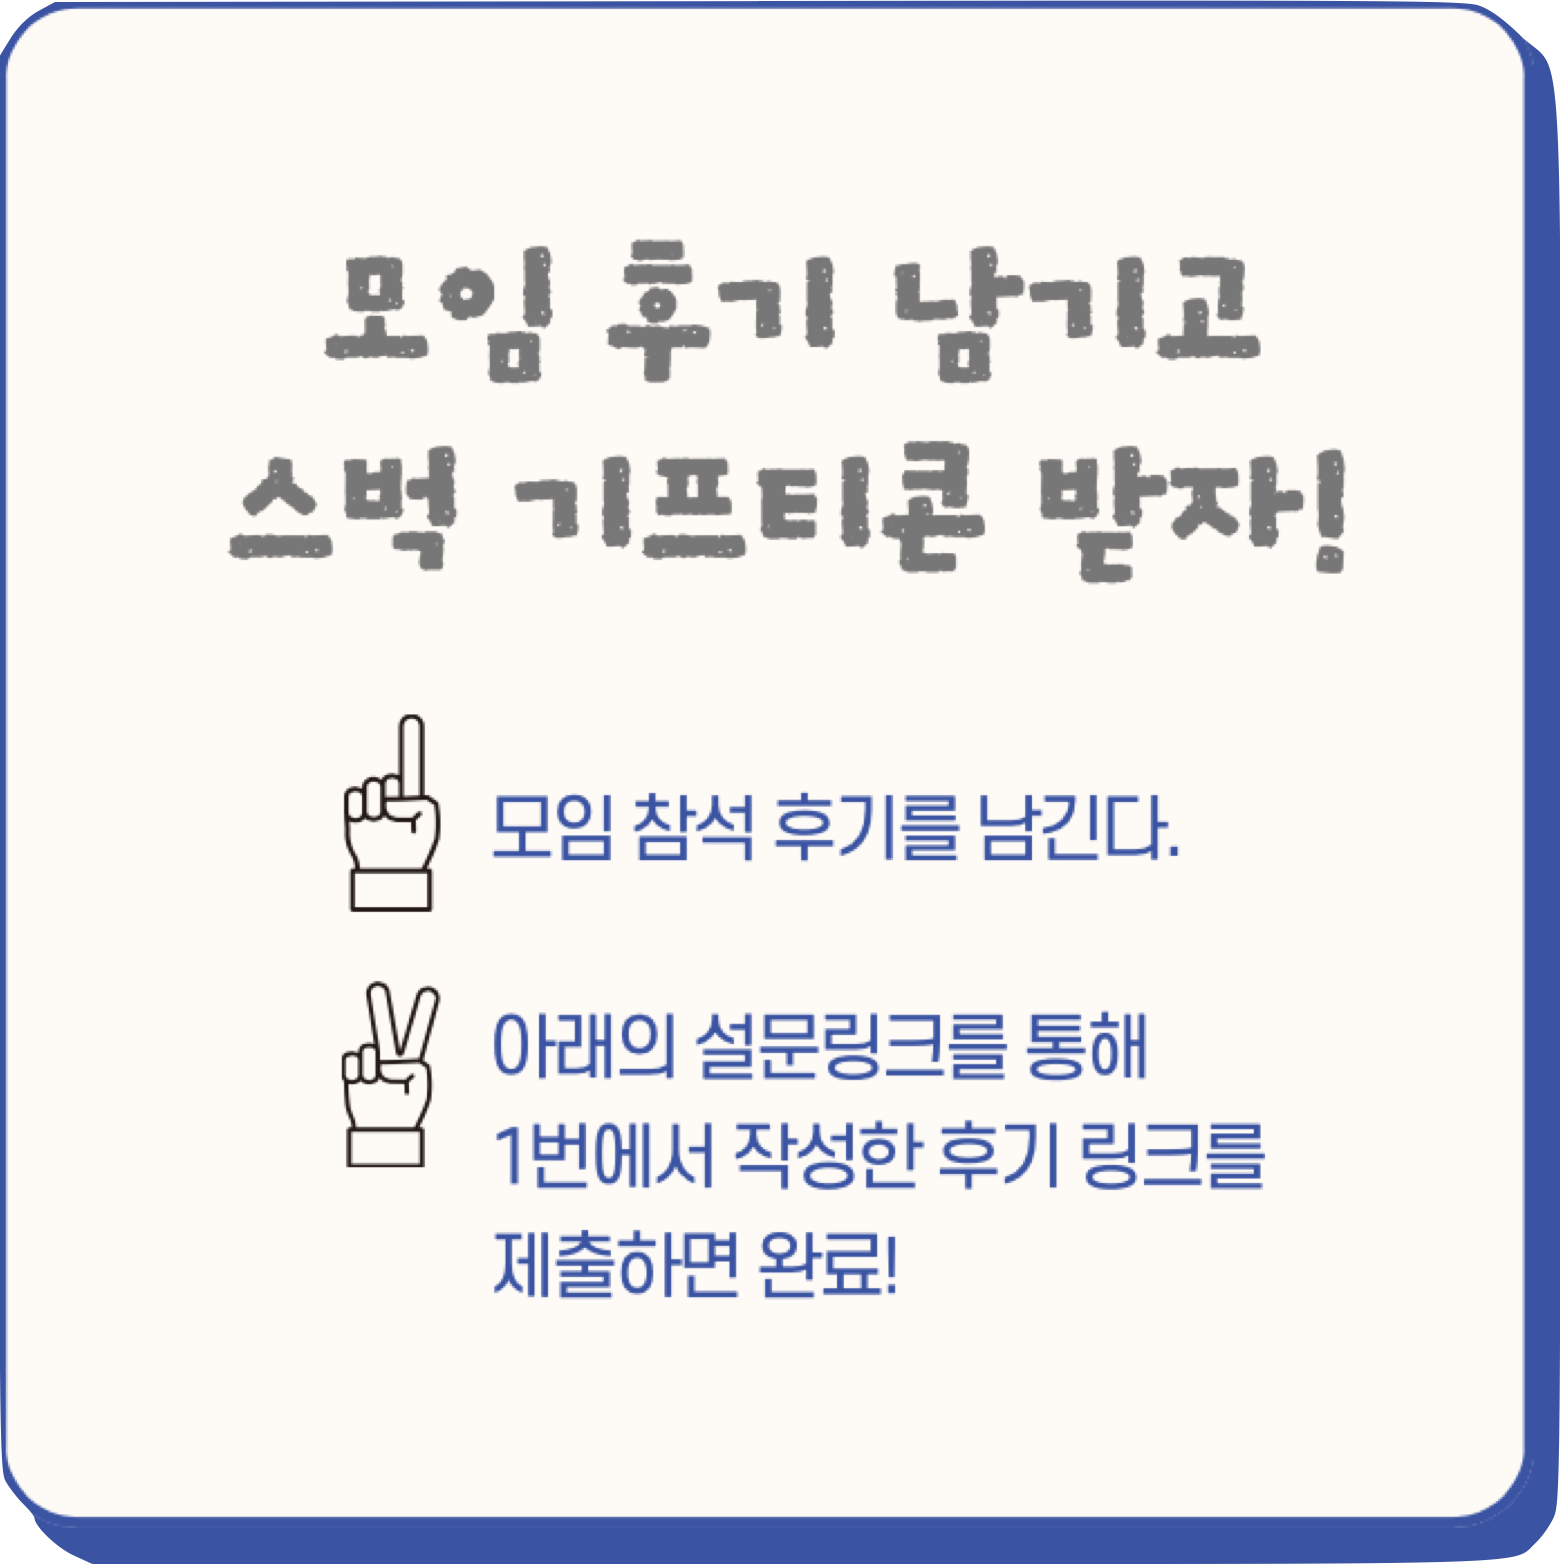 모임 후기 남기고
스벅 기프티콘 받자!
모임 참석 후기를 남긴다.
아래의 설문링크를 통해
1번에서 작성한 후기 링크를
제출하면 완료!